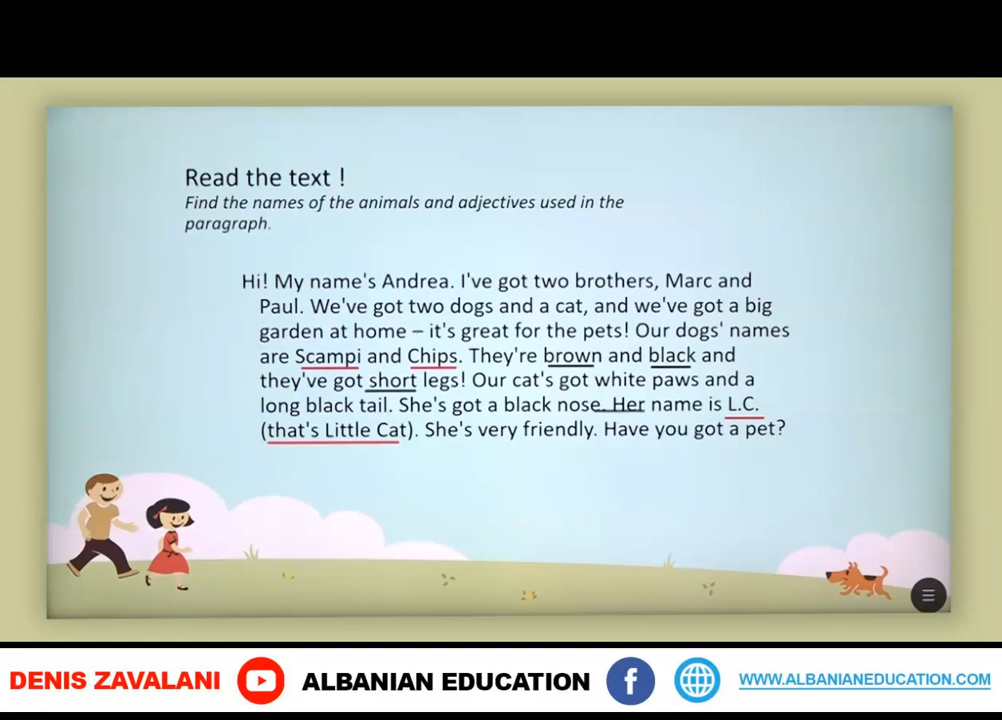 Read the text !
Find the names of the animals and adjectives used in the
paragraph.
Hi! My name's Andrea. I've got two brothers, Marc and
Paul. We've got two dogs and a cat, and we've got a big
garden at home – it's great for the pets! Our dogs' names
are Scampi and Chips. They're brown and black and
they've got short legs! Our cat's got white paws and a
long black tail. She's got a black nose. Her name is L.C.
(that's Little Cat). She's very friendly. Have you got a pet?
DENIS ZAVALANI ALBANIAN EDUCATION f WWW.ALBANIANEDUCATION.COM